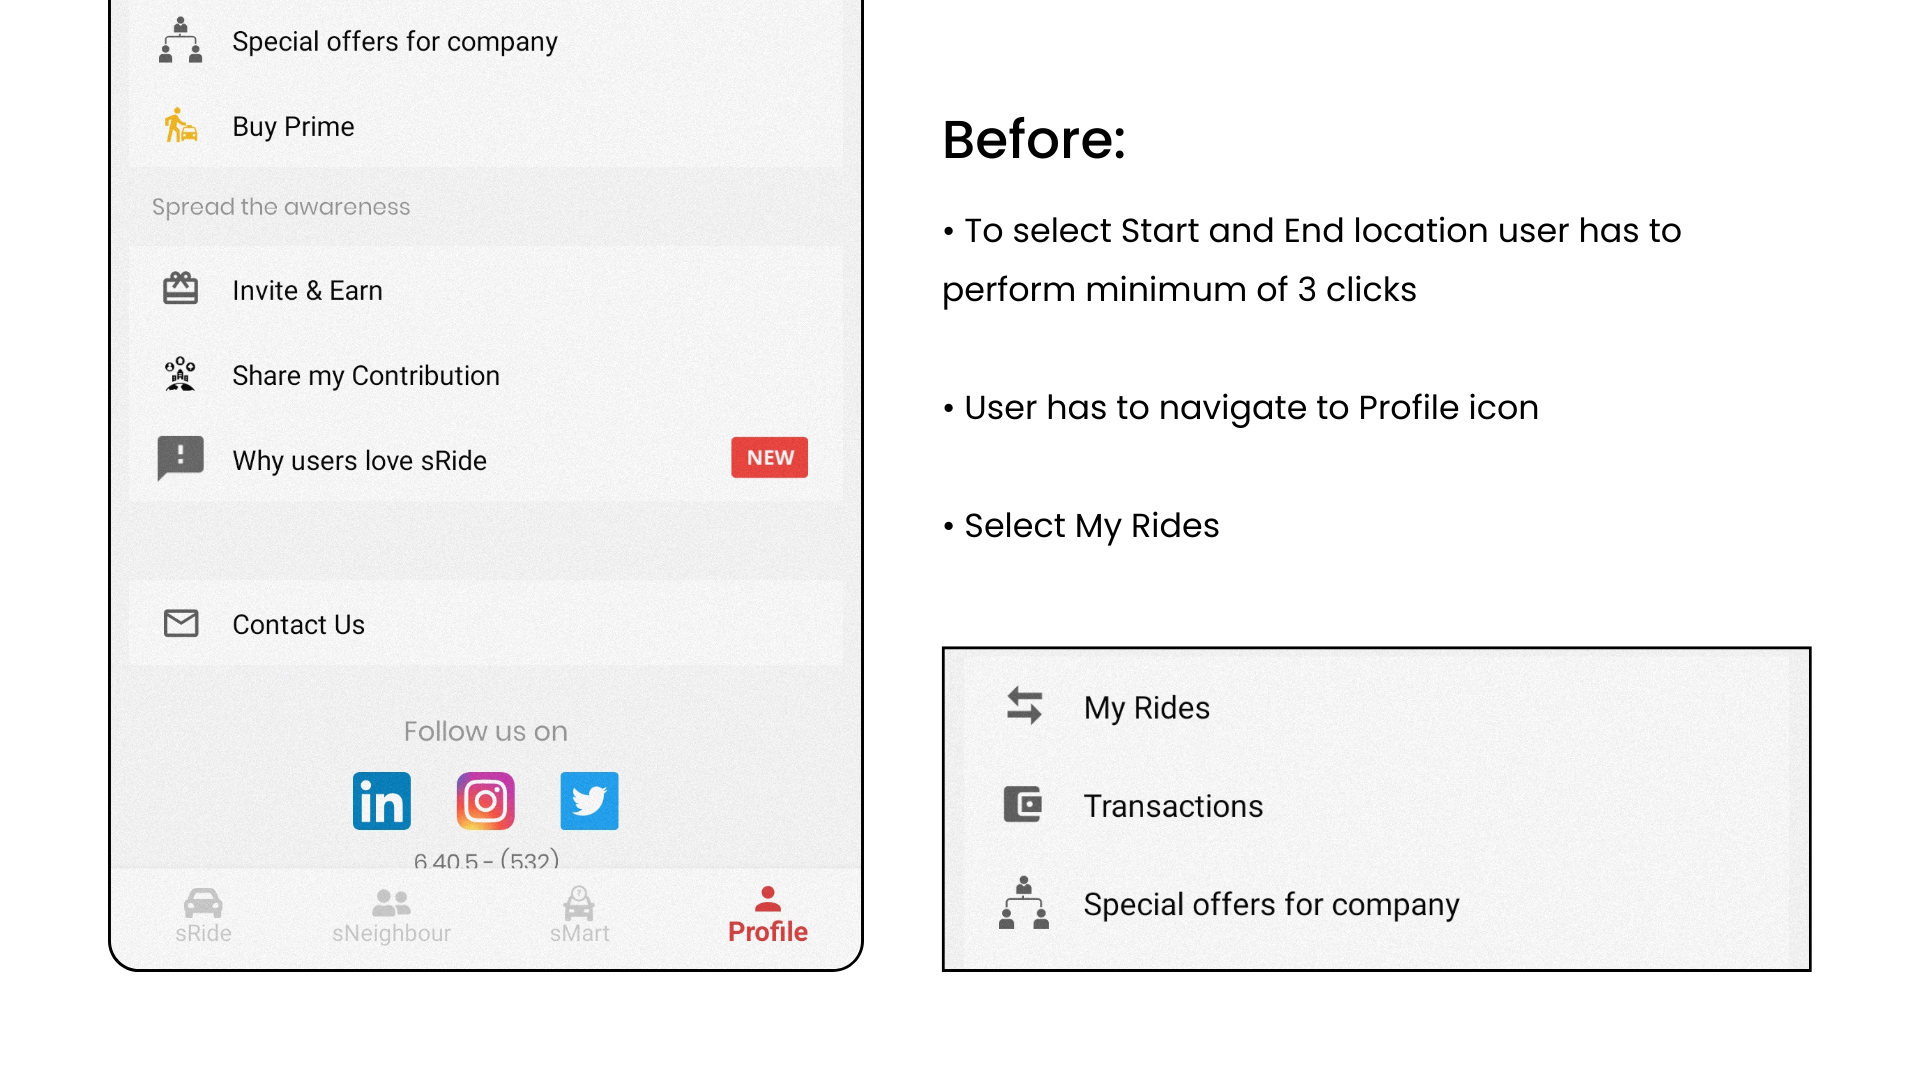 Special offers for company
Buy Prime
Spread the awareness
Invite & Earn
Share my Contribution
Why users love sRide
NEW
Contact Us
Follow us on
in
6.40.5 - (532)
sRide
sNeighbour
sMart
Profile
Before:
• To select Start and End location user has to
perform minimum of 3 clicks
• User has to navigate to Profile icon
• Select My Rides
My Rides
Transactions
Special offers for company